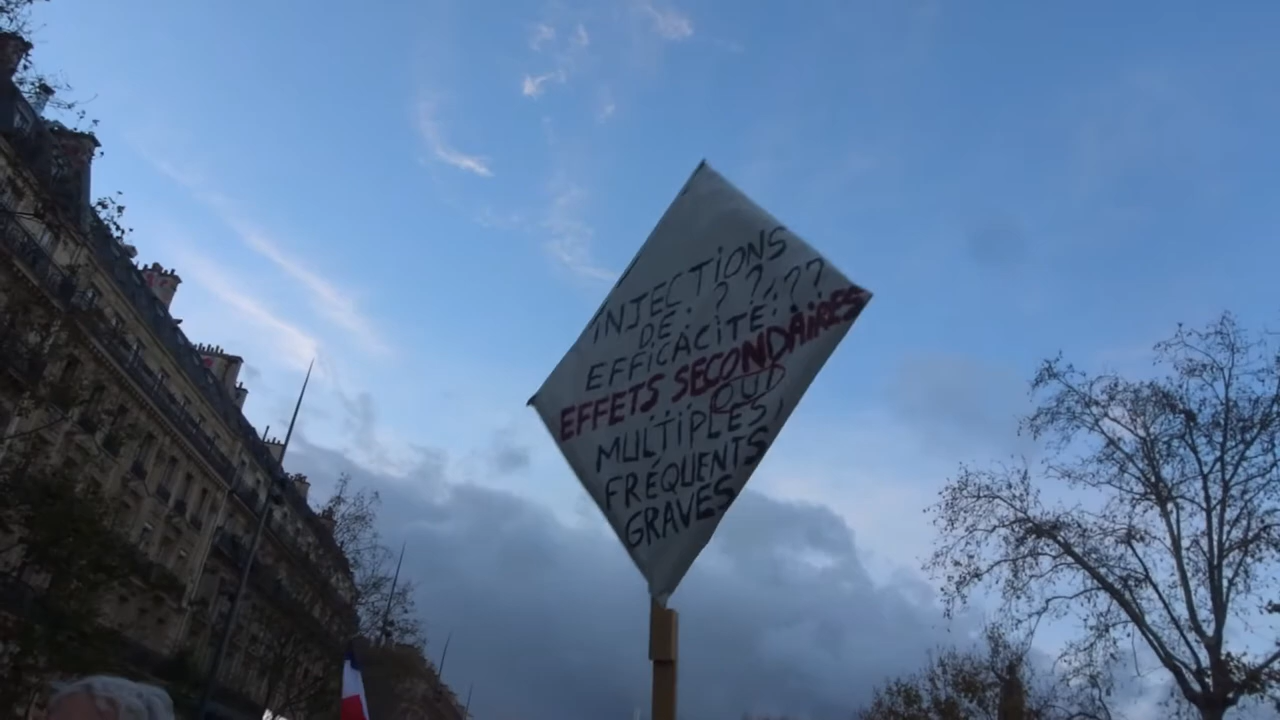 INJECTIONS
DE . ? ? . ? ?
EFFICACITÉ :
EFFETS SECONDAIRES
. . . . OUI
MULTIPLES,
FRÉQUENTS
GRAVES